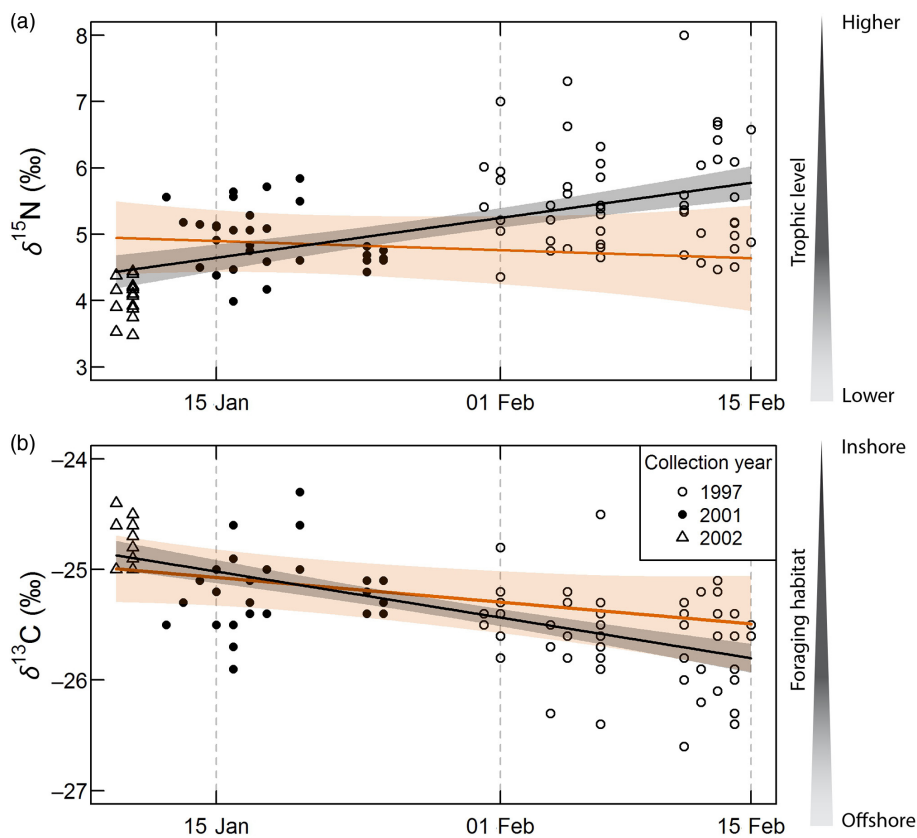 (a)
δ¹⁵N (‰)
8
7
6
5
4
3
15 Jan
01 Feb
15 Feb
Higher
Trophic level
Lower
(b)
δ¹³C (‰)
−24
−25
−26
−27
15 Jan
01 Feb
15 Feb
Collection year
1997
2001
2002
Inshore
Foraging habitat
Offshore